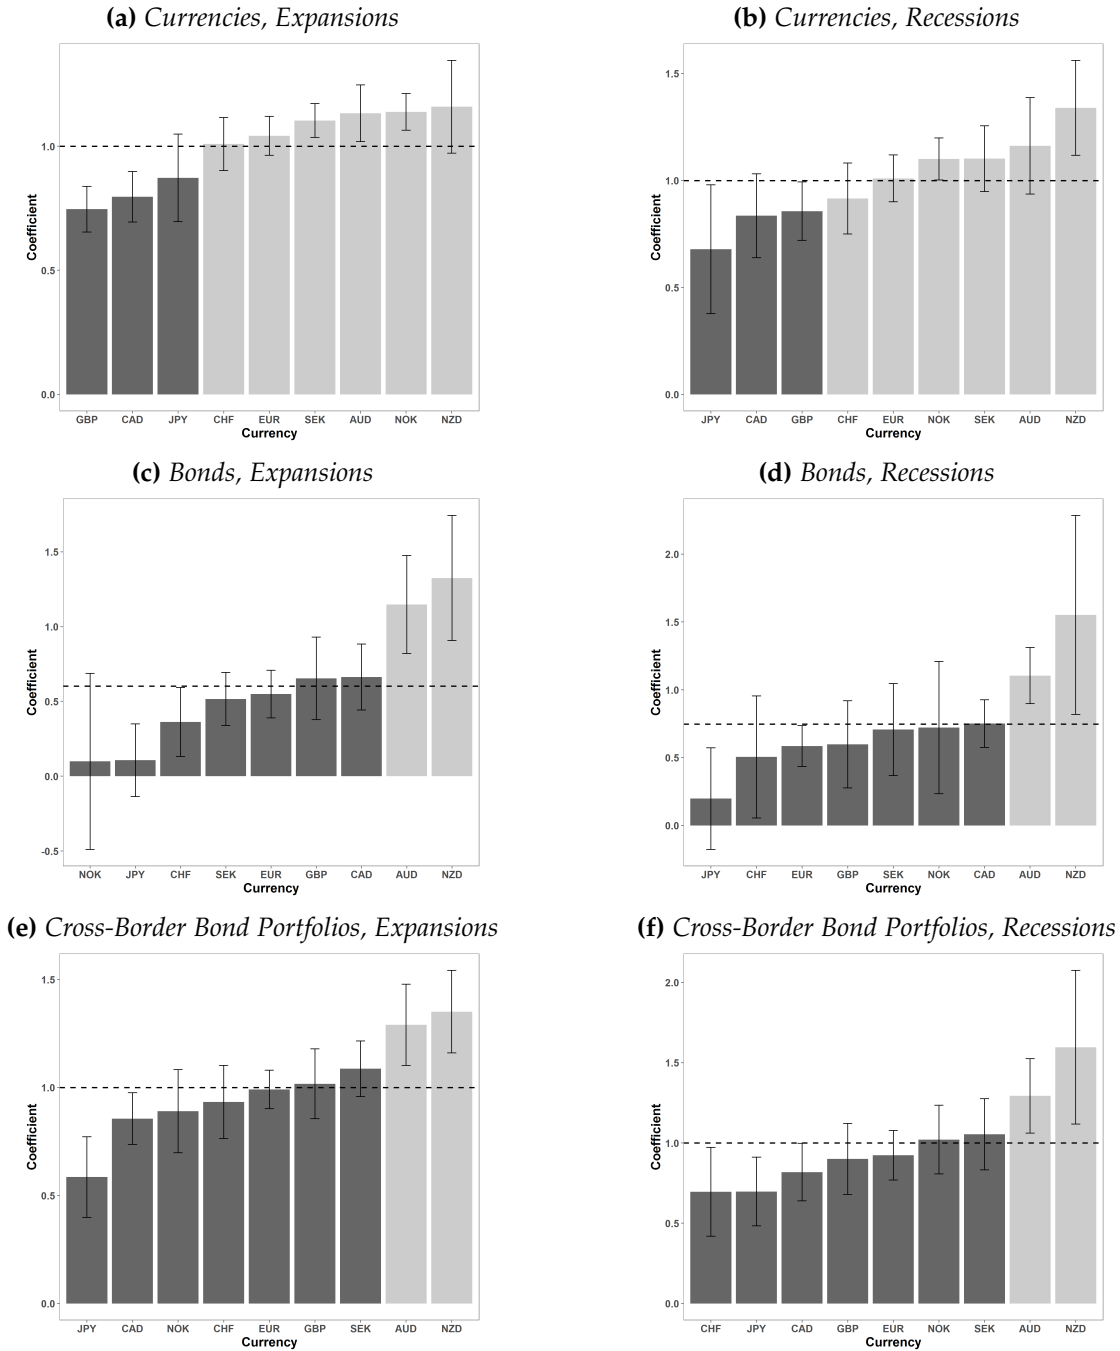 (a) Currencies, Expansions
Coefficient
1.0
0.5
0.0
GBP CAD JPY CHF EUR SEK AUD NOK NZD
Currency
(b) Currencies, Recessions
Coefficient
1.5
1.0
0.5
0.0
JPY CAD GBP CHF EUR NOK SEK AUD NZD
Currency
(c) Bonds, Expansions
Coefficient
1.5
1.0
0.5
0.0
-0.5
NOK JPY CHF SEK EUR GBP CAD AUD NZD
Currency
(d) Bonds, Recessions
Coefficient
2.0
1.5
1.0
0.5
0.0
JPY CHF EUR GBP SEK NOK CAD AUD NZD
Currency
(e) Cross-Border Bond Portfolios, Expansions
Coefficient
1.5
1.0
0.5
0.0
JPY CAD NOK CHF EUR GBP SEK AUD NZD
Currency
(f) Cross-Border Bond Portfolios, Recessions
Coefficient
2.0
1.5
1.0
0.5
0.0
CHF JPY CAD GBP EUR NOK SEK AUD NZD
Currency